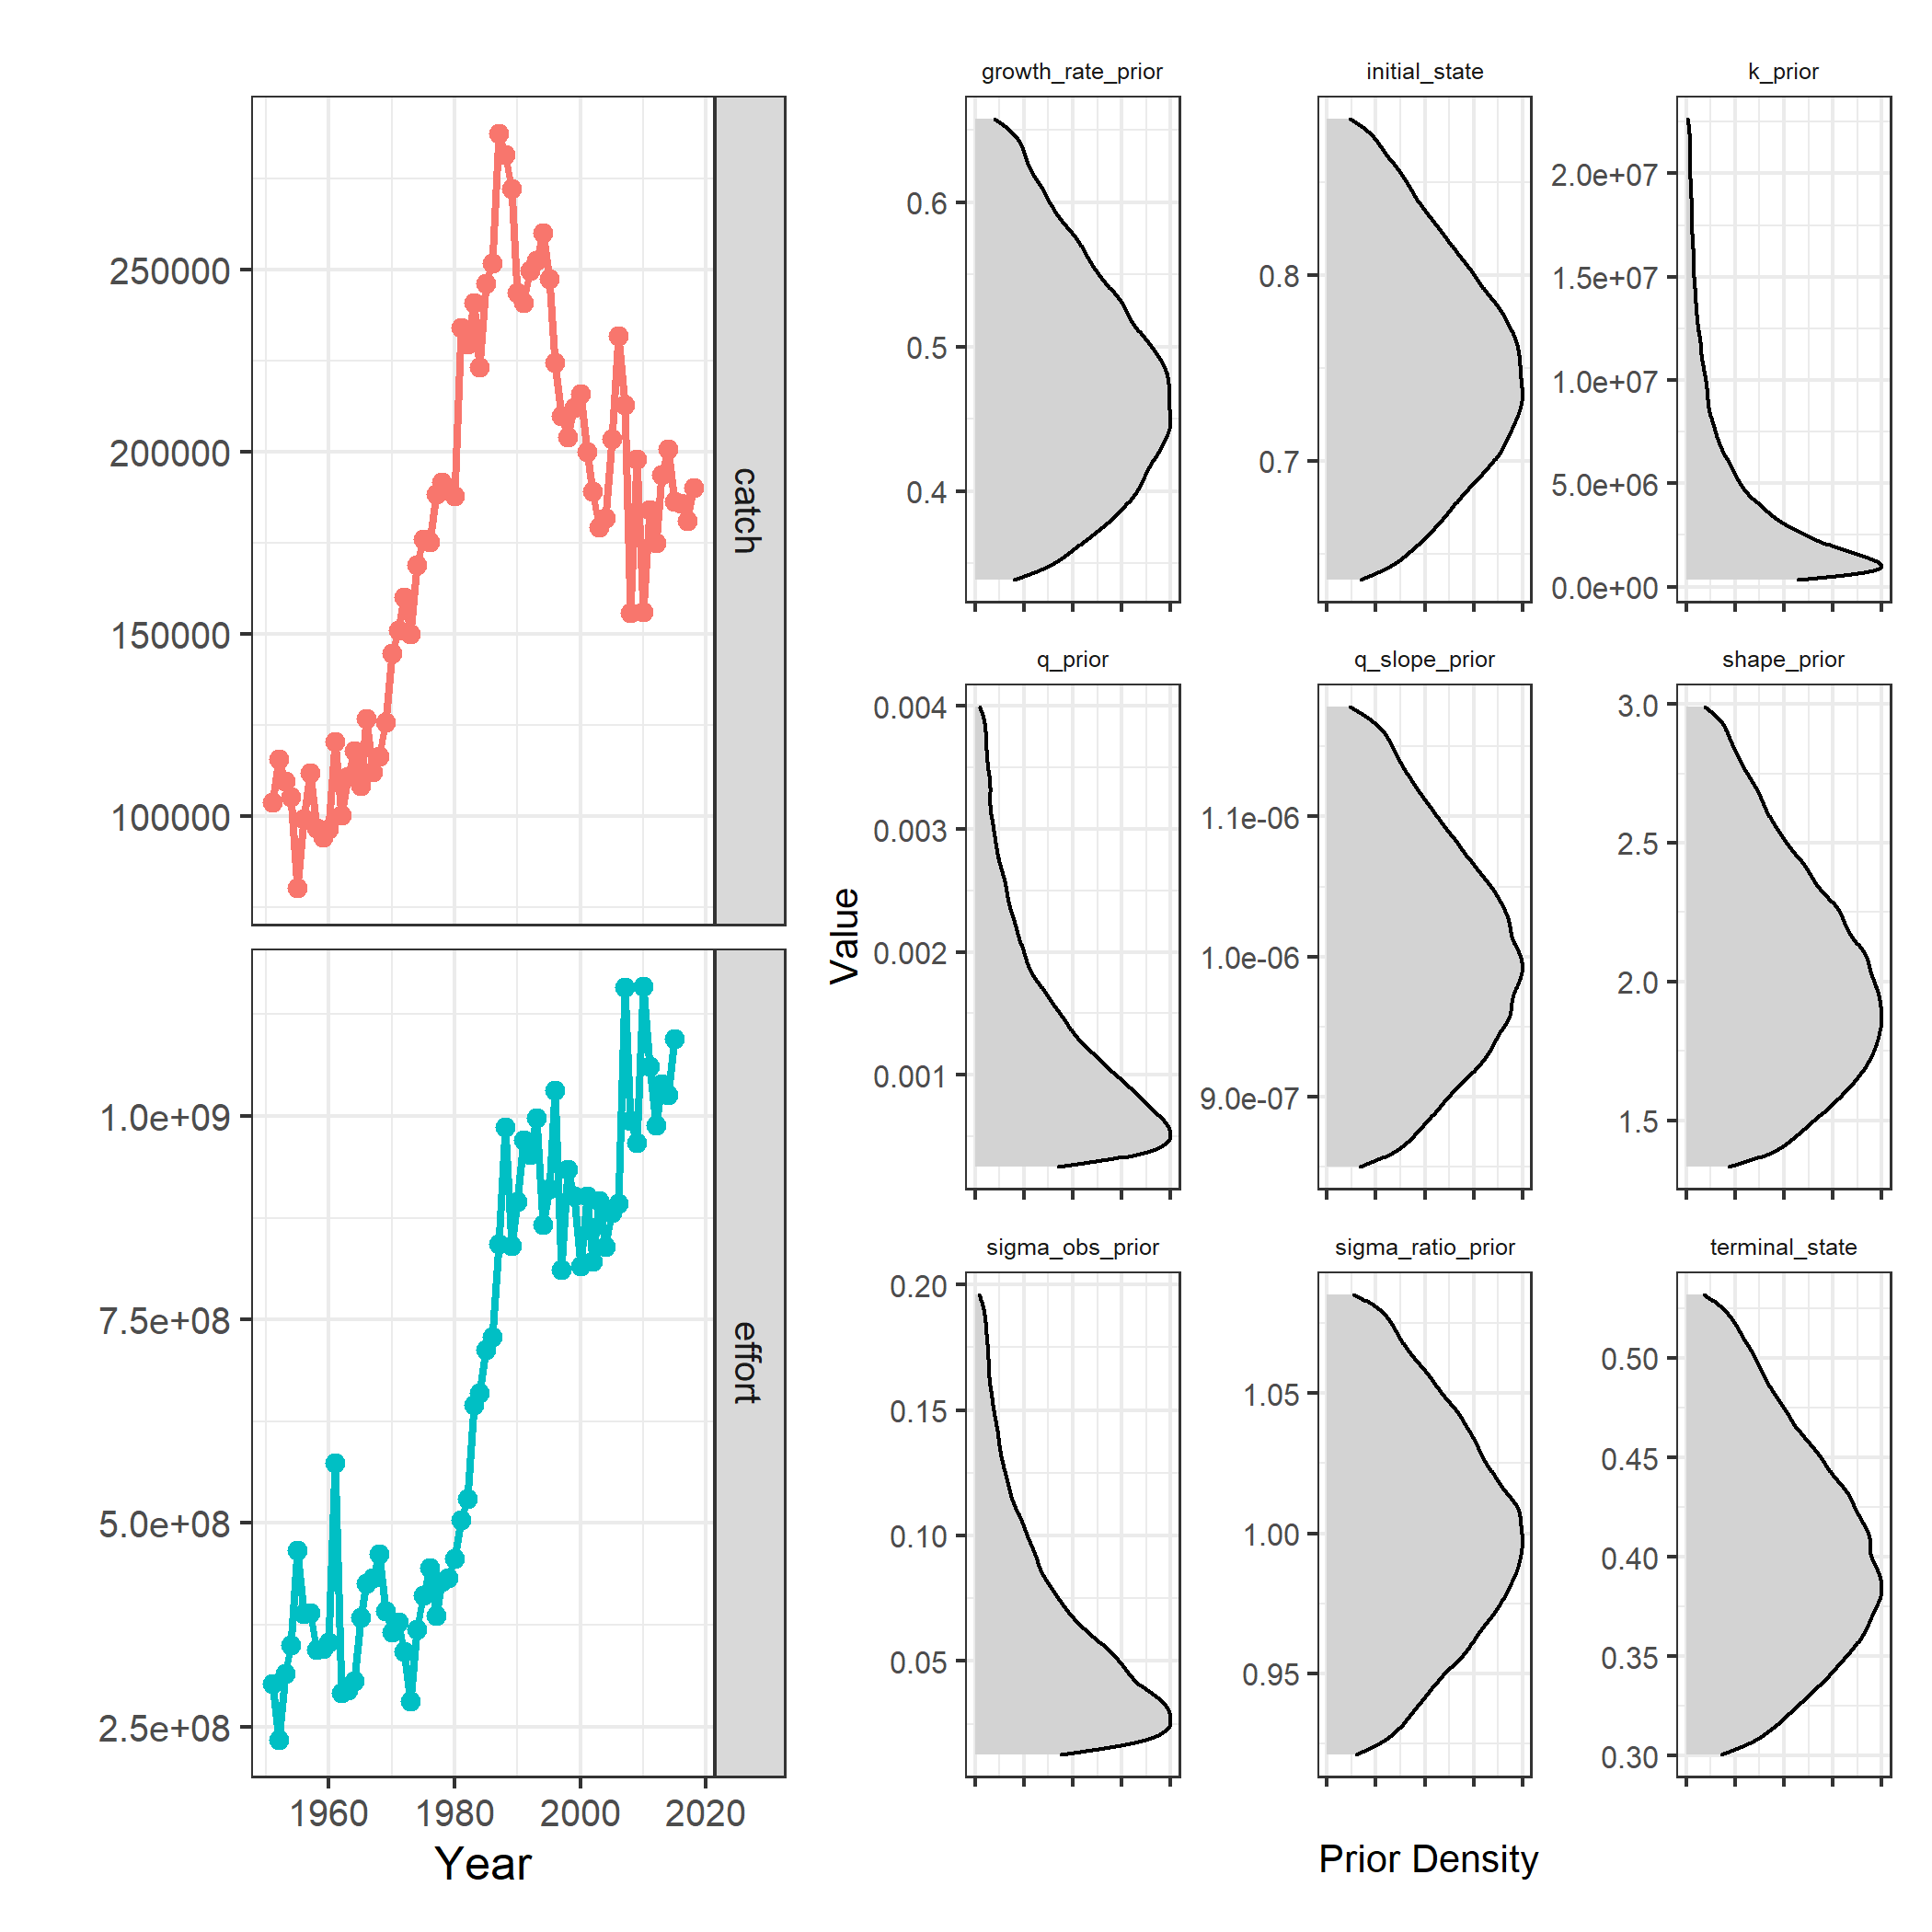 250000
200000
150000
100000
catch
1.0e+09
7.5e+08
5.0e+08
2.5e+08
effort
1960 1980 2000 2020
Year
Value
growth_rate_prior
0.6
0.5
0.4
initial_state
0.8
0.7
k_prior
2.0e+07
1.5e+07
1.0e+07
5.0e+06
0.0e+00
q_prior
0.004
0.003
0.002
0.001
q_slope_prior
1.1e-06
1.0e-06
9.0e-07
shape_prior
3.0
2.5
2.0
1.5
sigma_obs_prior
0.20
0.15
0.10
0.05
sigma_ratio_prior
1.05
1.00
0.95
terminal_state
0.50
0.45
0.40
0.35
0.30
Prior Density